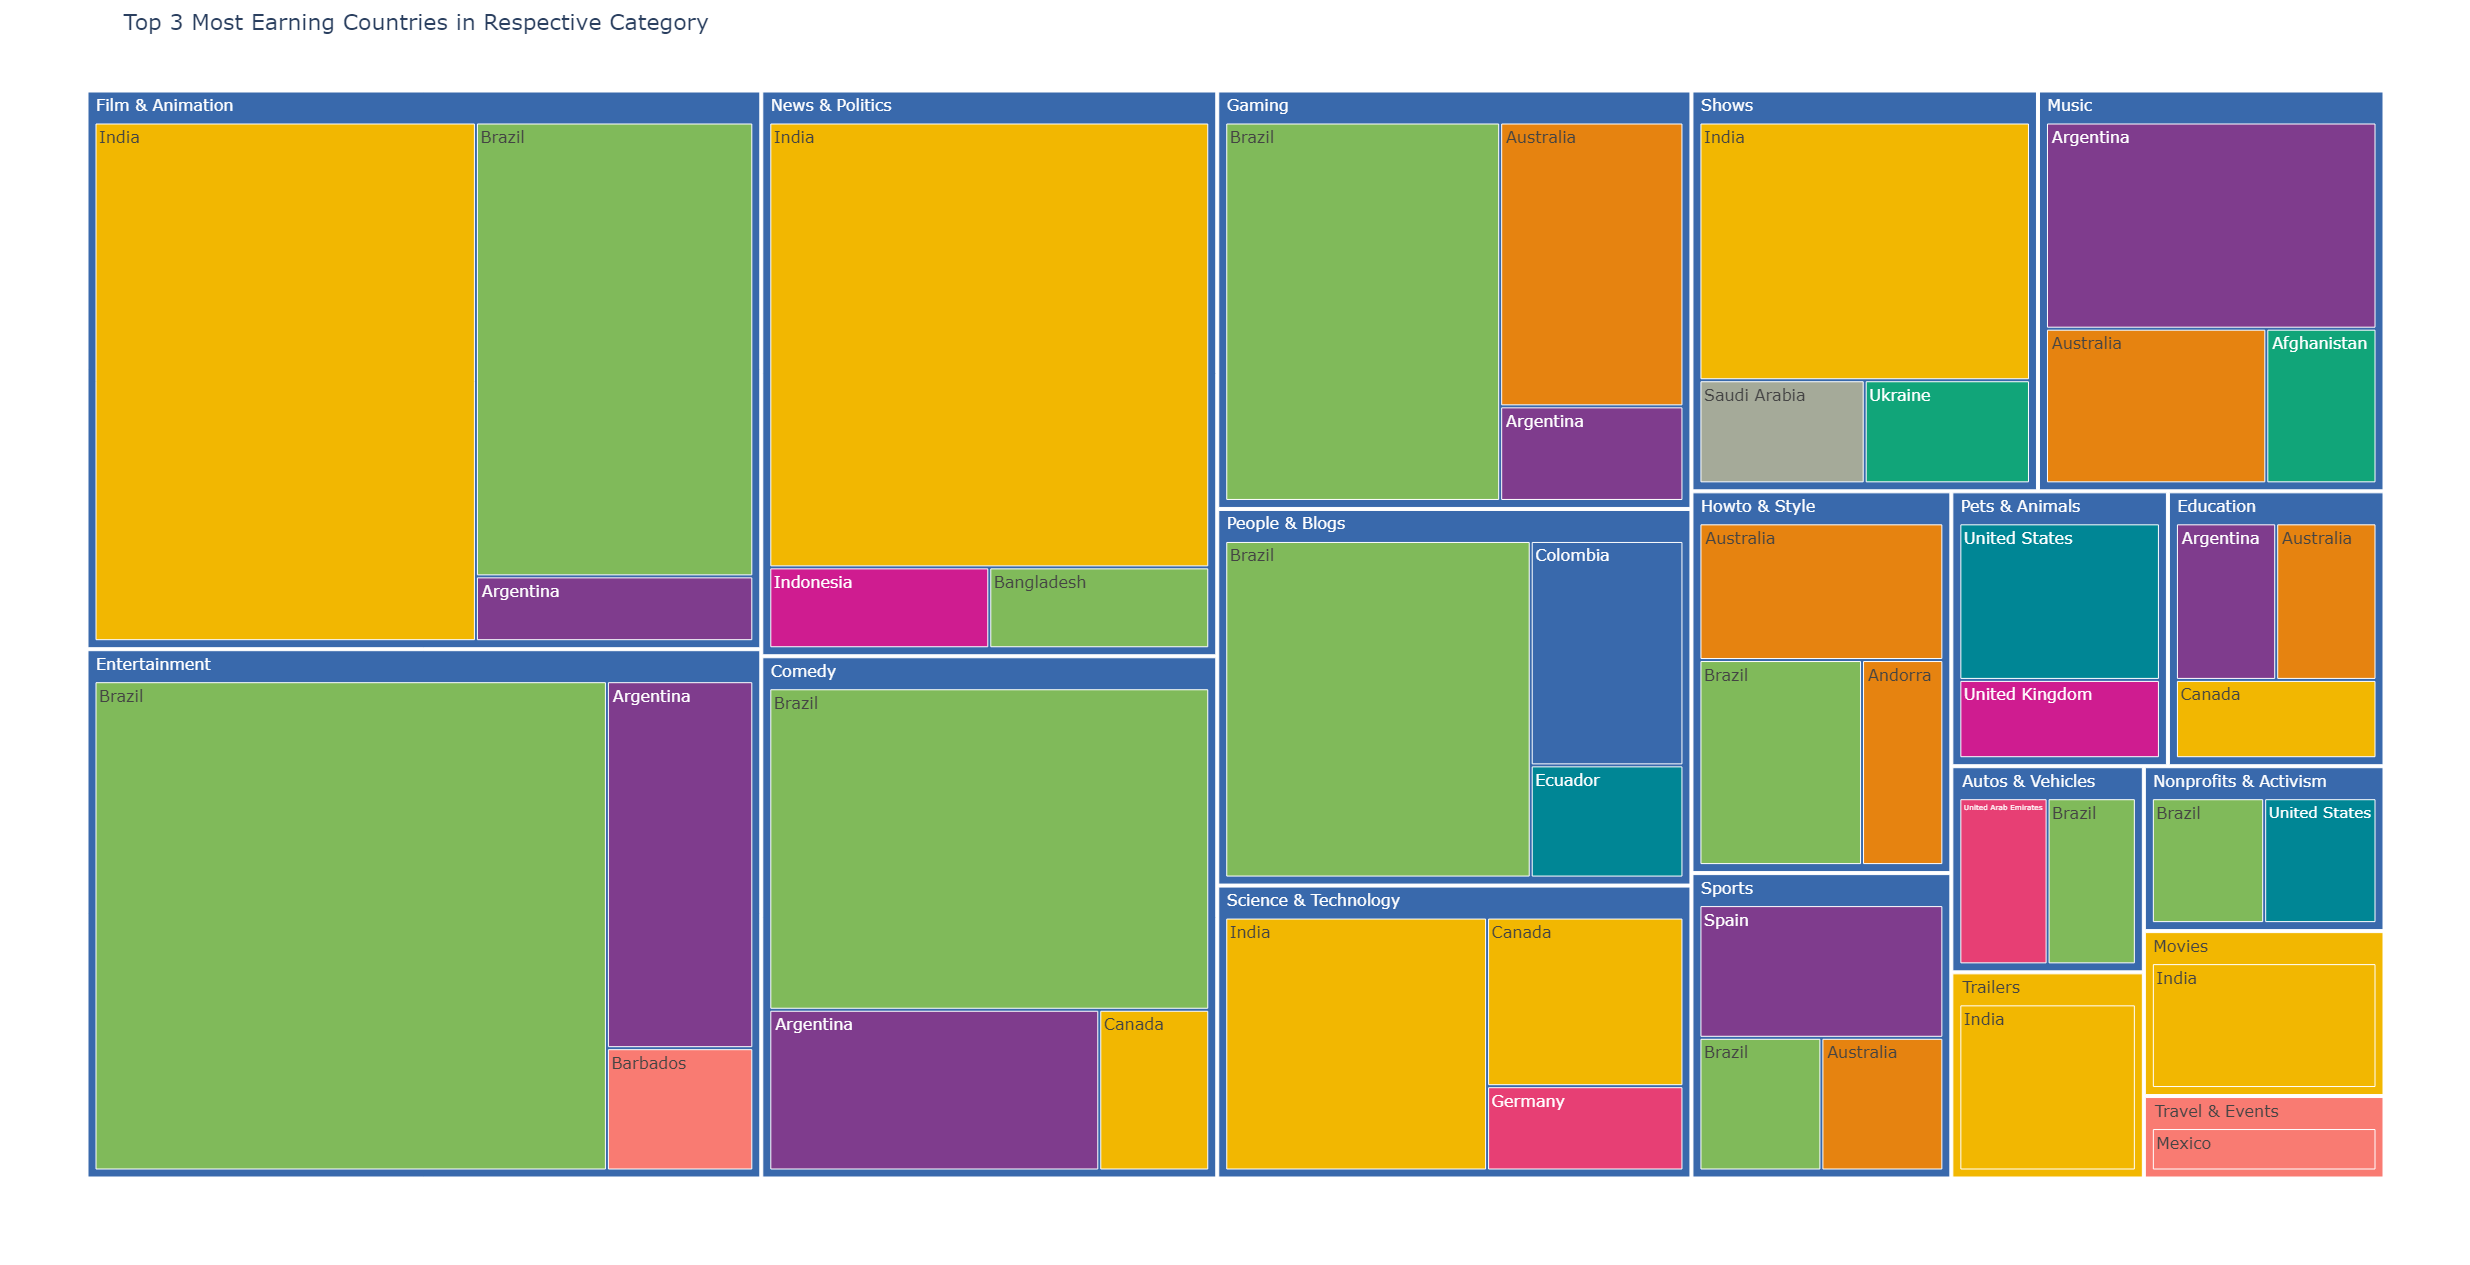 Top 3 Most Earning Countries in Respective Category
Film & Animation
India
Brazil
Argentina
Entertainment
Brazil
Argentina
Barbados
News & Politics
India
Indonesia
Bangladesh
Comedy
Brazil
Argentina
Canada
Gaming
Brazil
Australia
Argentina
People & Blogs
Brazil
Colombia
Ecuador
Science & Technology
India
Canada
Germany
Shows
India
Saudi Arabia
Ukraine
Music
Argentina
Australia
Afghanistan
Howto & Style
Australia
Brazil
Andorra
Sports
Spain
Brazil
Australia
Pets & Animals
United States
United Kingdom
Education
Argentina
Australia
Canada
Autos & Vehicles
United Arab Emirates
Brazil
Trailers
India
Nonprofits & Activism
Brazil
United States
Movies
India
Travel & Events
Mexico